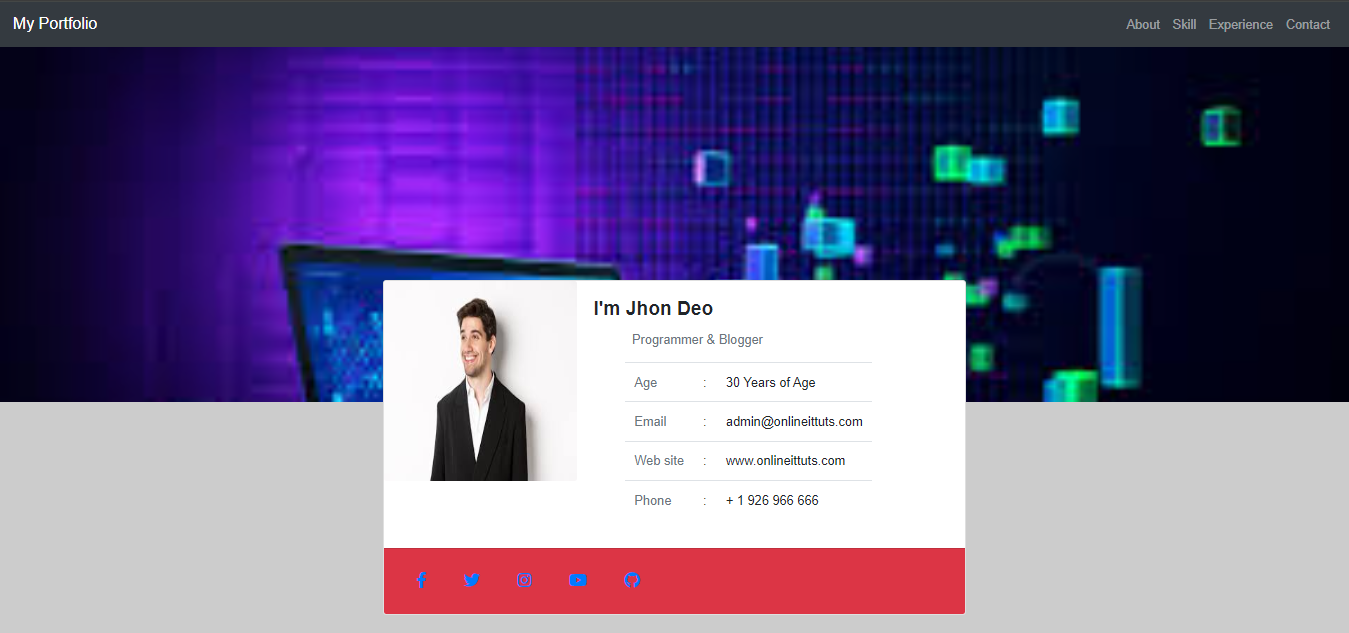 My Portfolio
About Skill Experience Contact
I'm Jhon Deo
Programmer & Blogger
Age : 30 Years of Age
Email : admin@onlineittuts.com
Web site : www.onlineittuts.com
Phone : + 1 926 966 666